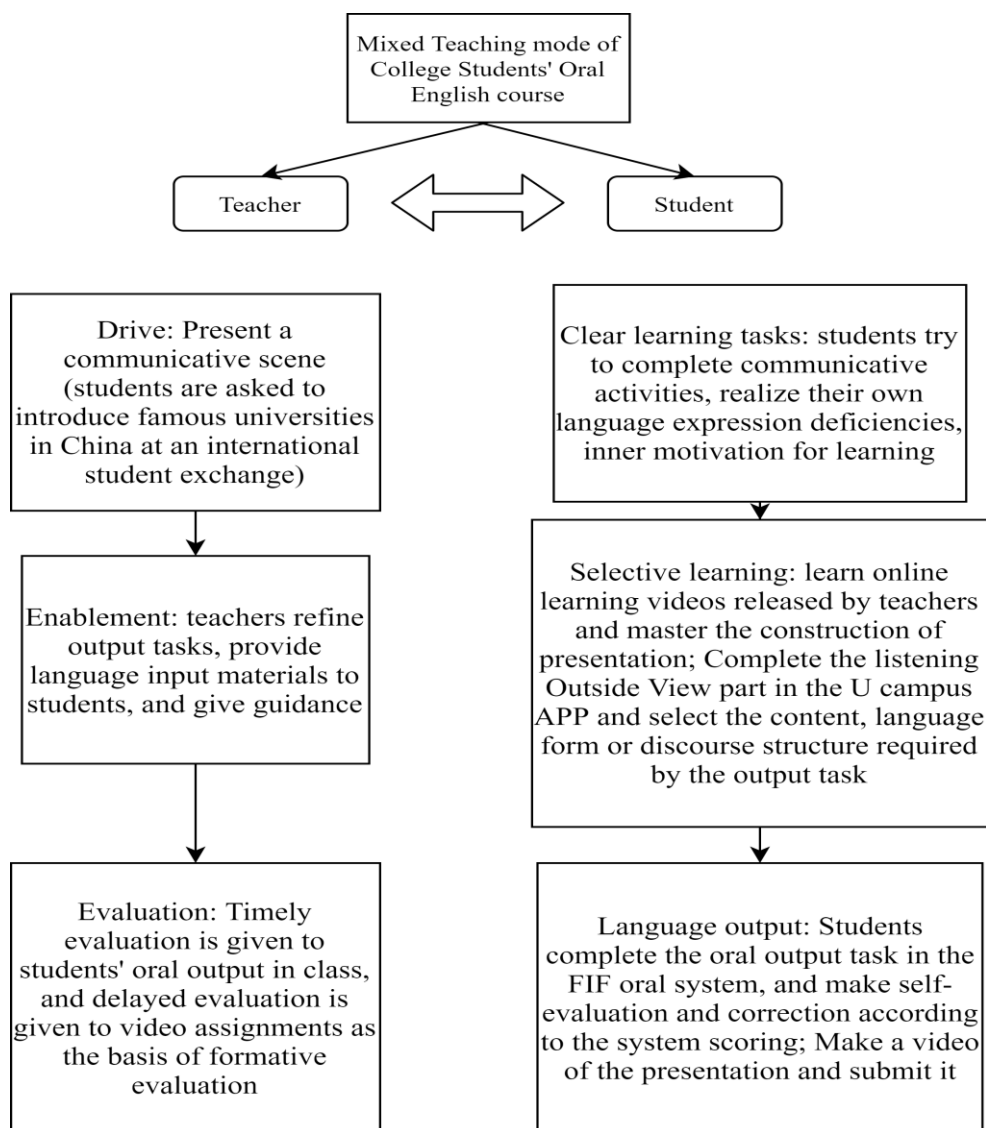 Mixed Teaching mode of
College Students' Oral
English course
Teacher
Student
Drive: Present a
communicative scene
(students are asked to
introduce famous universities
in China at an international
student exchange)
Enablement: teachers refine
output tasks, provide
language input materials to
students, and give guidance
Evaluation: Timely
evaluation is given to
students' oral output in class,
and delayed evaluation is
given to video assignments as
the basis of formative
evaluation
Clear learning tasks: students try
to complete communicative
activities, realize their own
language expression deficiencies,
inner motivation for learning
Selective learning: learn online
learning videos released by teachers
and master the construction of
presentation; Complete the listening
Outside View part in the U campus
APP and select the content, language
form or discourse structure required
by the output task
Language output: Students
complete the oral output task in the
FIF oral system, and make self-
evaluation and correction according
to the system scoring; Make a video
of the presentation and submit it